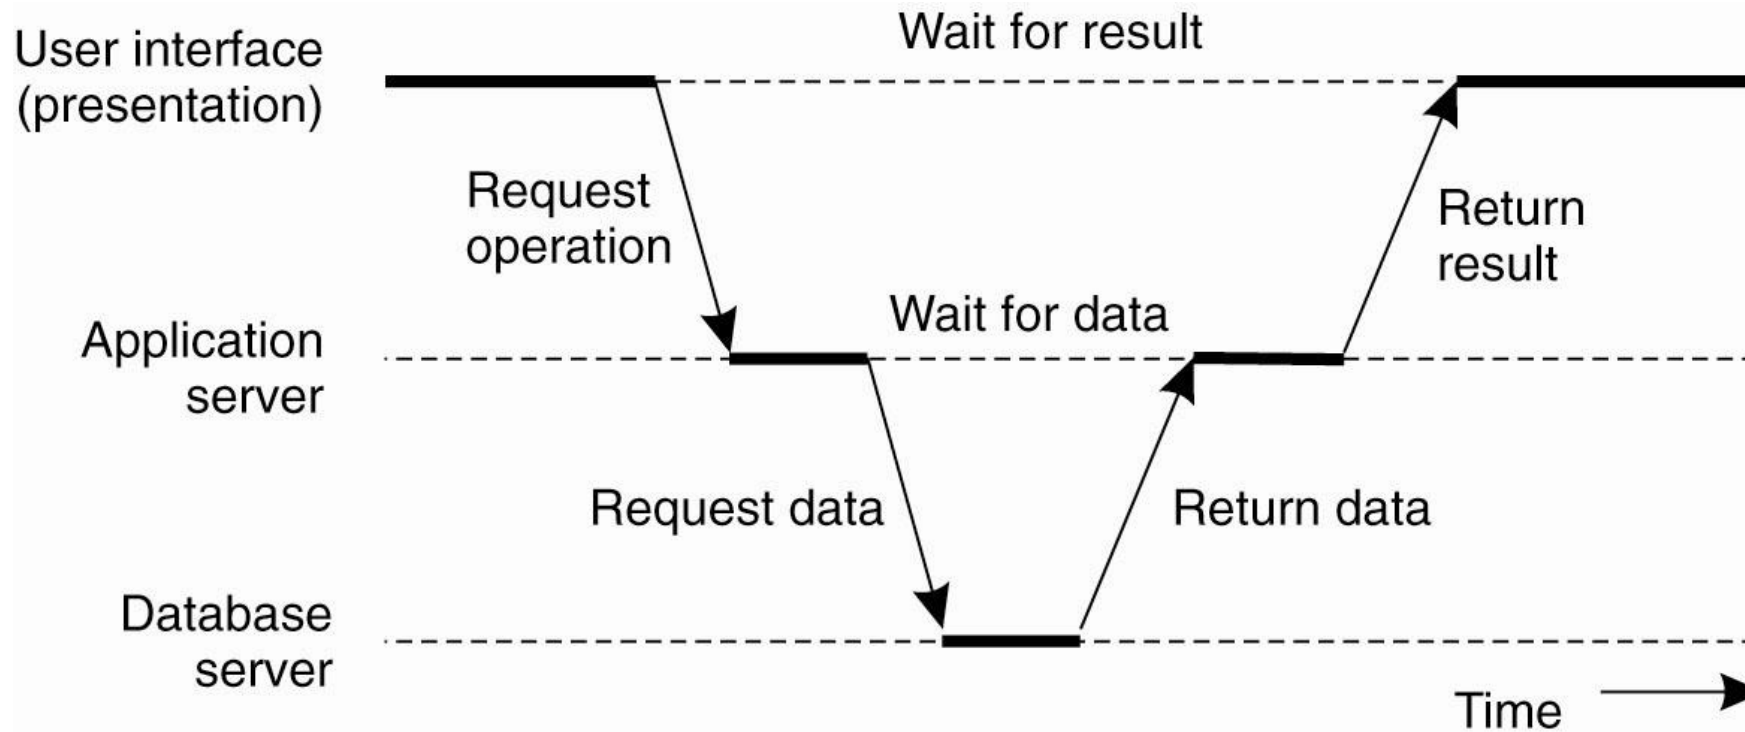 Wait for result
User interface
(presentation)
Request
operation
Return
result
Wait for data
Application
server
Request data
Return data
Database
server
Time